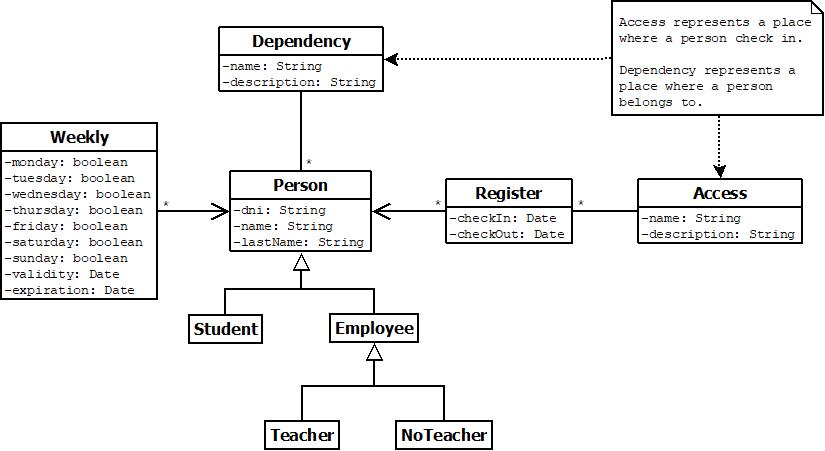 Access represents a place
where a person check in.
Dependency represents a
place where a person
belongs to.
Dependency
-name: String
-description: String
*
Weekly
-monday: boolean
-tuesday: boolean
-wednesday: boolean
-thursday: boolean
-friday: boolean
-saturday: boolean
-sunday: boolean
-validity: Date
-expiration: Date
*
Person
-dni: String
-name: String
-lastName: String
*
Register
-checkIn: Date
-checkOut: Date
*
Access
-name: String
-description: String
Student
Employee
Teacher
NoTeacher